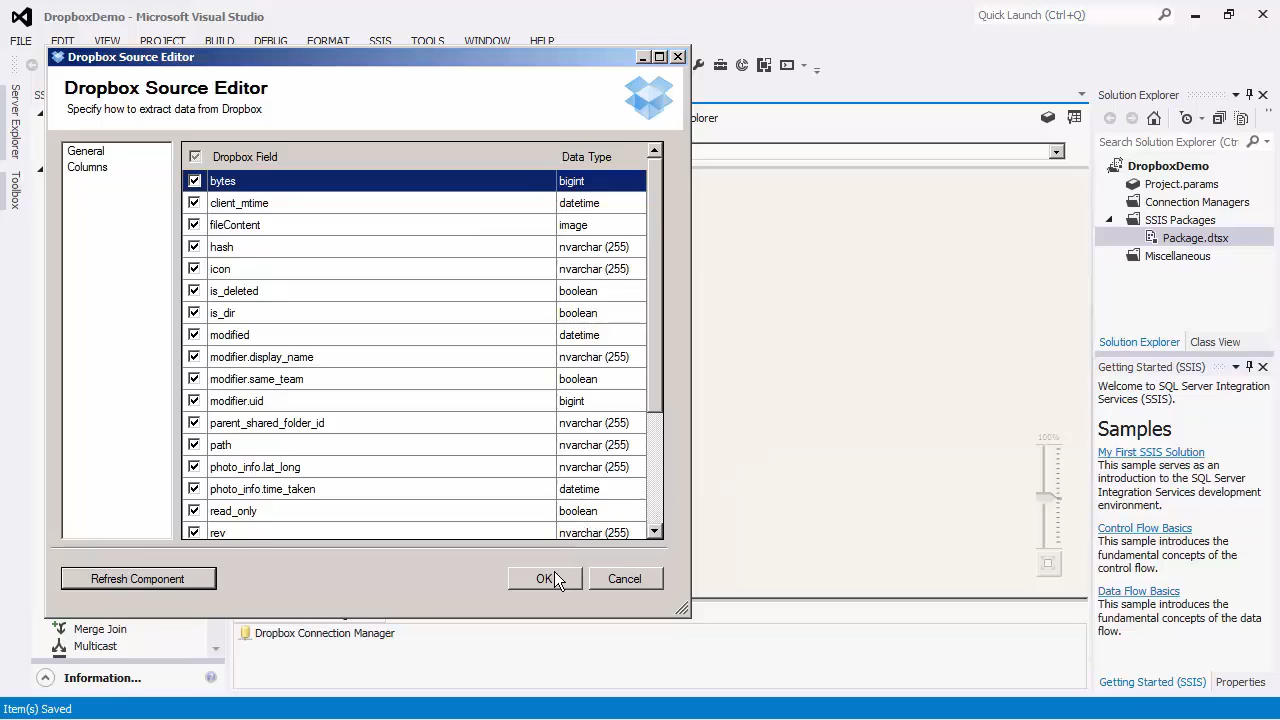 DropboxDemo - Microsoft Visual Studio
Quick Launch (Ctrl+Q)
FILE EDIT VIEW PROJECT BUILD DEBUG FORMAT SSIS TOOLS WINDOW HELP
Dropbox Source Editor
Dropbox Source Editor
Specify how to extract data from Dropbox
General
Columns
Dropbox Field Data Type
bytes bigint
client_mtime datetime
fileContent image
hash nvarchar (255)
icon nvarchar (255)
is_deleted boolean
is_dir boolean
modified datetime
modifier.display_name nvarchar (255)
modifier.same_team boolean
modifier.uid bigint
parent_shared_folder_id nvarchar (255)
path nvarchar (255)
photo_info.lat_long nvarchar (255)
photo_info.time_taken datetime
read_only boolean
rev nvarchar (255)
Refresh Component
OK
Cancel
Server Explorer
Toolbox
SS
plorer
100%
Merge Join
Multicast
Information...
Dropbox Connection Manager
Solution Explorer
Search Solution Explorer
DropboxDemo
Project.params
Connection Managers
SSIS Packages
Package.dtsx
Miscellaneous
Solution Explorer Class View
Getting Started (SSIS)
Welcome to SQL Server Integration
Services (SSIS).
Samples
My First SSIS Solution
This sample serves as an
introduction to the SQL Server
Integration Services development
environment.
Control Flow Basics
This sample introduces the
fundamental concepts of the
control flow.
Data Flow Basics
This sample introduces the
fundamental concepts of the data
flow.
Getting Started (SSIS) Properties
Item(s) Saved